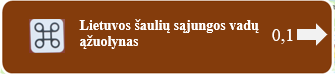 Lietuvos šaulių sąjungos vadų
ąžuolynas
0,1